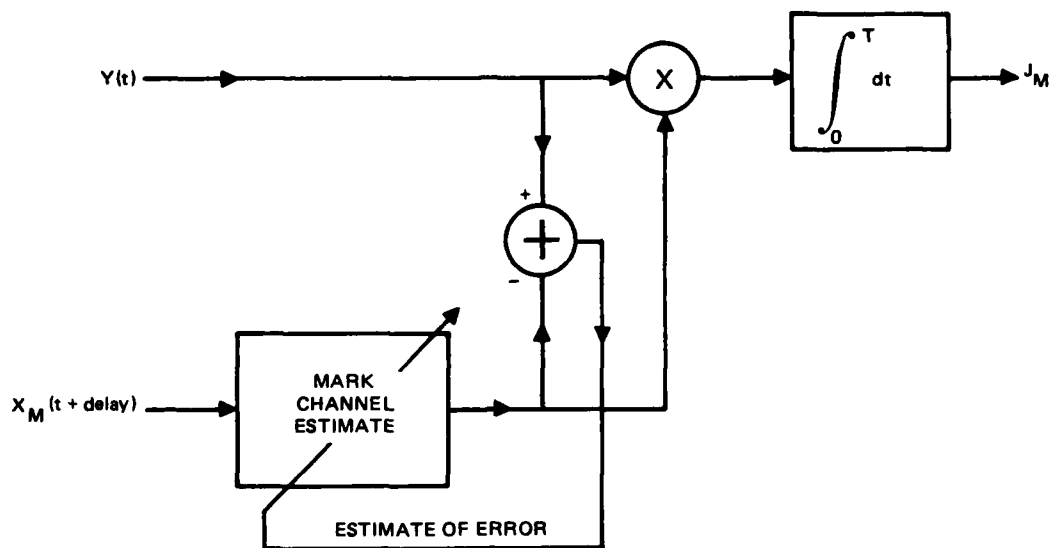 Y(t)
X
∫ T
0
dt
J_M
+
+
-
X_M (t + delay)
MARK
CHANNEL
ESTIMATE
ESTIMATE OF ERROR